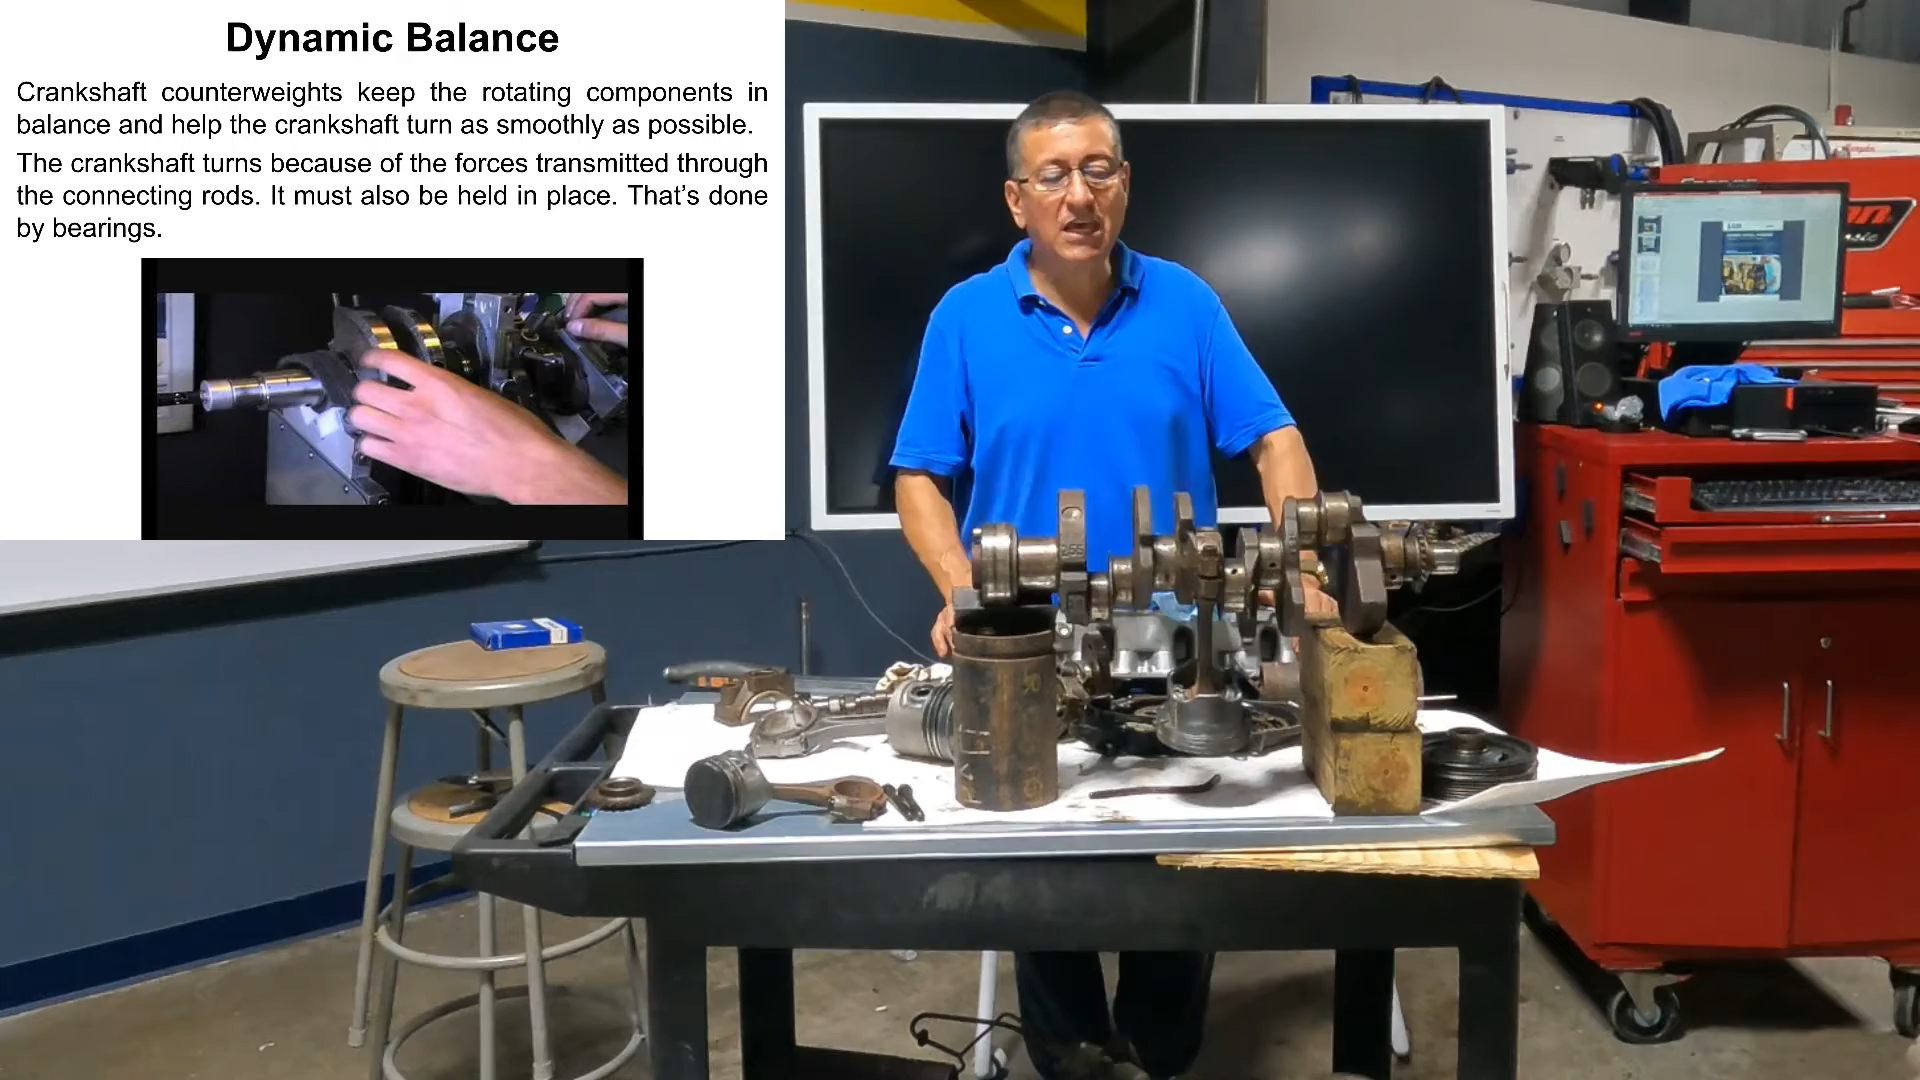 Dynamic Balance
Crankshaft counterweights keep the rotating components in
balance and help the crankshaft turn as smoothly as possible.
The crankshaft turns because of the forces transmitted through
the connecting rods. It must also be held in place. That’s done
by bearings.